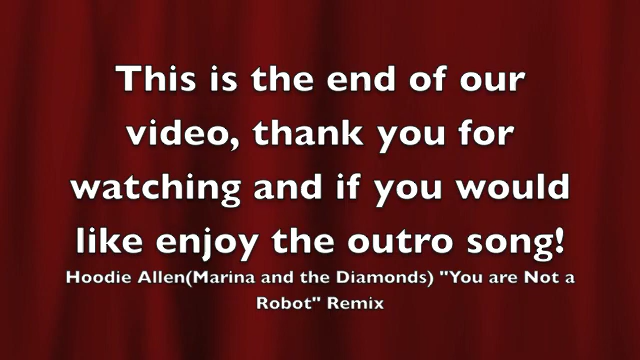 This is the end of our
video, thank you for
watching and if you would
like enjoy the outro song!
Hoodie Allen(Marina and the Diamonds) "You are Not a
Robot" Remix